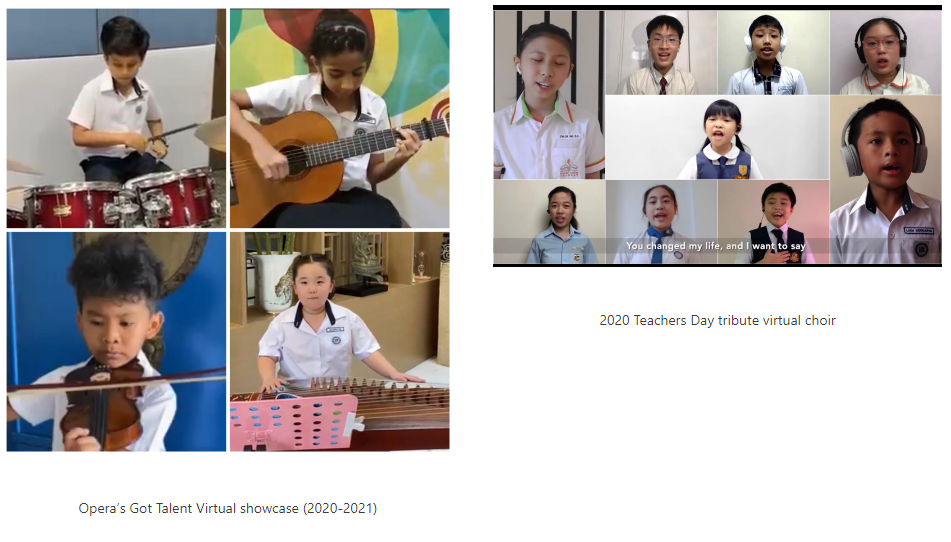 You changed my life, and I want to say
2020 Teachers Day tribute virtual choir
Opera's Got Talent Virtual showcase (2020-2021)